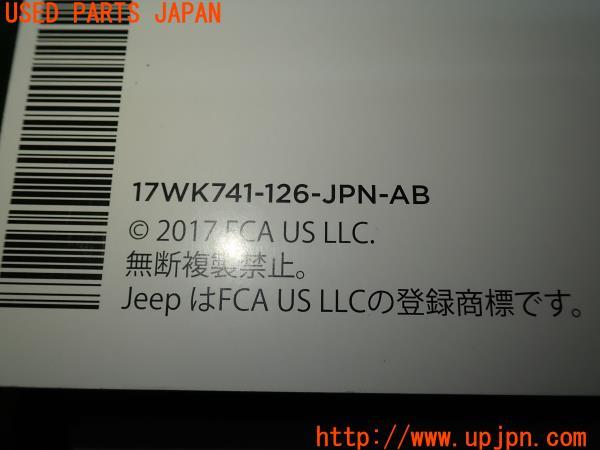 USED PARTS JAPAN
17WK741-126-JPN-AB
© 2017 FCA US LLC.
無断複製禁止。
Jeep はFCA US LLCの登録商標です。
http://www.upjpn.com/